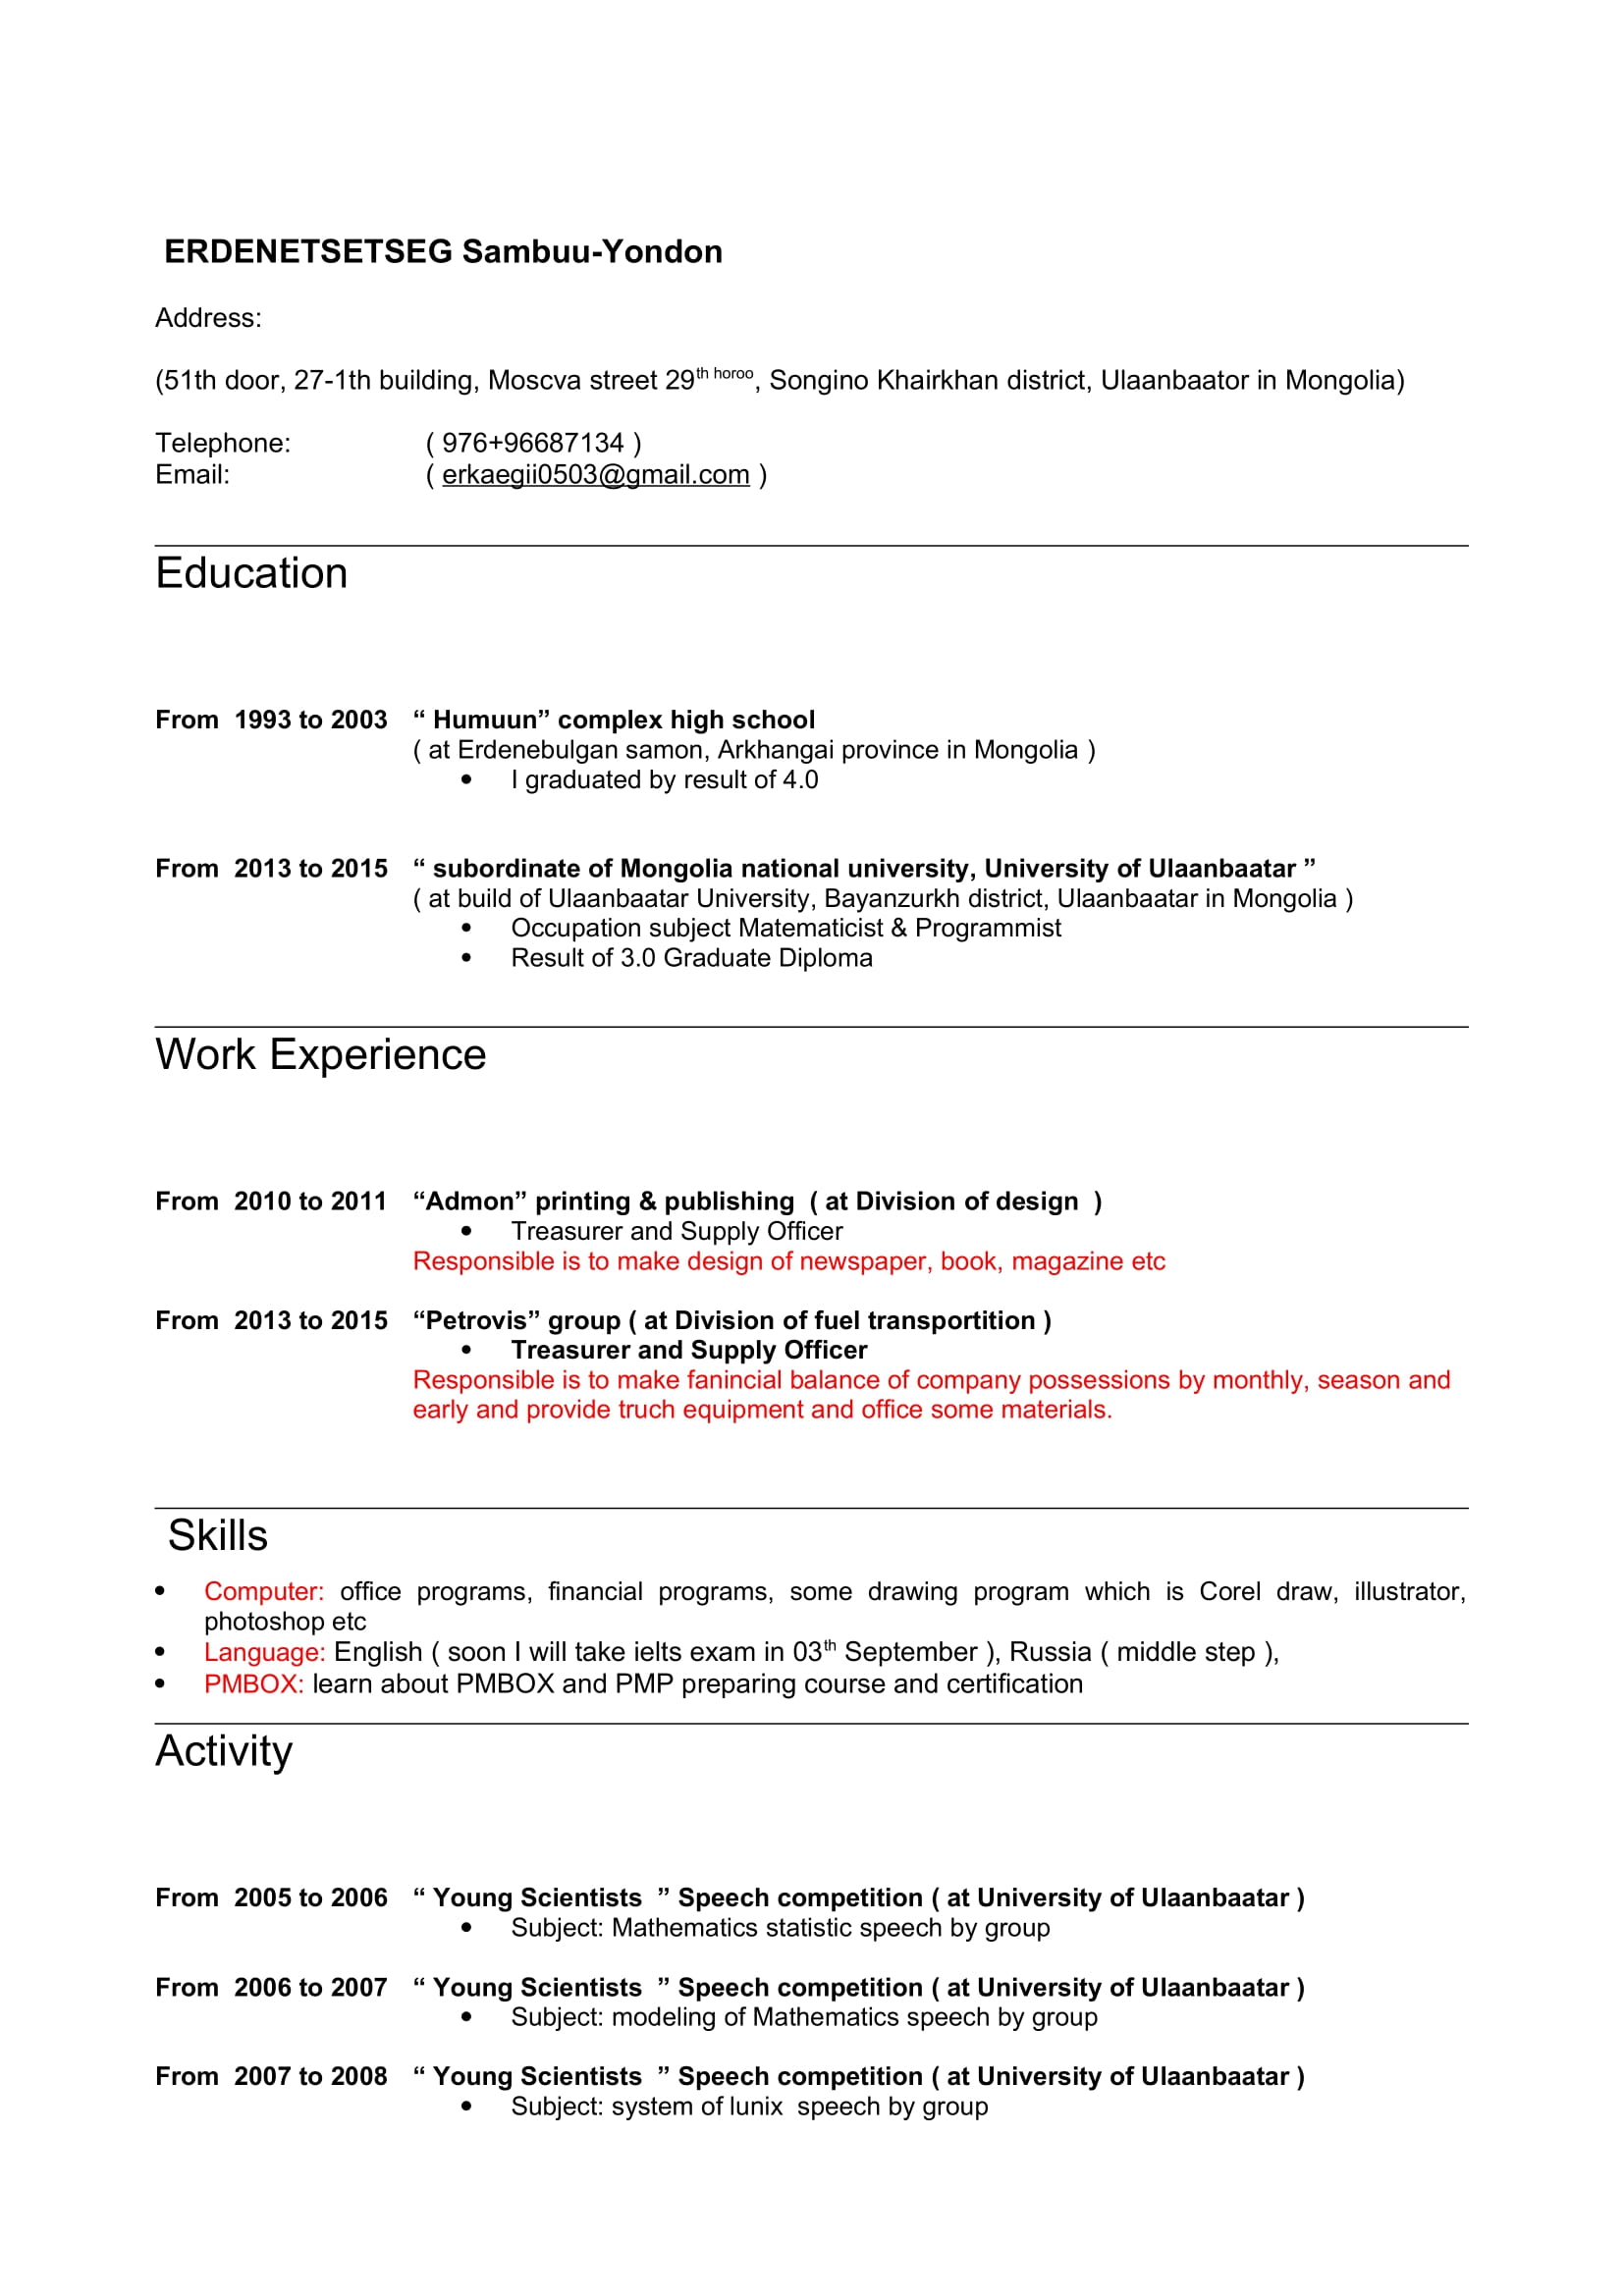 ERDENETSETSEG Sambuu-Yondon
Address:
(51th door, 27-1th building, Moscva street 29th horoo, Songino Khairkhan district, Ulaanbaator in Mongolia)
Telephone: ( 976+96687134 )
Email: ( erkaegii0503@gmail.com )
Education
From 1993 to 2003 “ Humuun” complex high school
( at Erdenebulgan samon, Arkhangai province in Mongolia )
• I graduated by result of 4.0
From 2013 to 2015 “ subordinate of Mongolia national university, University of Ulaanbaatar ”
( at build of Ulaanbaatar University, Bayanzurkh district, Ulaanbaatar in Mongolia )
• Occupation subject Matematicist & Programmist
• Result of 3.0 Graduate Diploma
Work Experience
From 2010 to 2011 “Admon” printing & publishing ( at Division of design )
• Treasurer and Supply Officer
Responsible is to make design of newspaper, book, magazine etc
From 2013 to 2015 “Petrovis” group ( at Division of fuel transportition )
• Treasurer and Supply Officer
Responsible is to make fanincial balance of company possessions by monthly, season and
early and provide truch equipment and office some materials.
Skills
• Computer: office programs, financial programs, some drawing program which is Corel draw, illustrator,
photoshop etc
• Language: English ( soon I will take ielts exam in 03th September ), Russia ( middle step ),
• PMBOX: learn about PMBOX and PMP preparing course and certification
Activity
From 2005 to 2006 “ Young Scientists ” Speech competition ( at University of Ulaanbaatar )
• Subject: Mathematics statistic speech by group
From 2006 to 2007 “ Young Scientists ” Speech competition ( at University of Ulaanbaatar )
• Subject: modeling of Mathematics speech by group
From 2007 to 2008 “ Young Scientists ” Speech competition ( at University of Ulaanbaatar )
• Subject: system of lunix speech by group